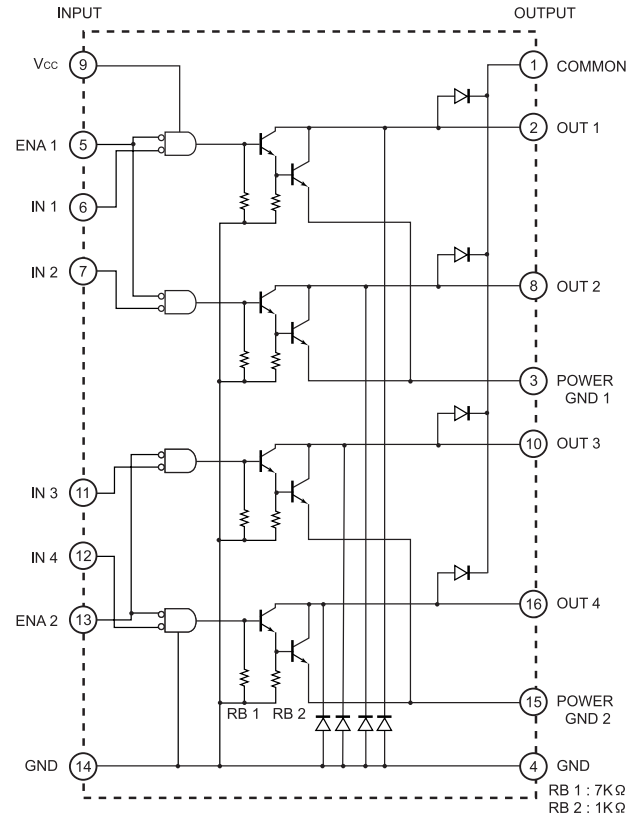 INPUT
OUTPUT
Vcc 9
1 COMMON
ENA 1 5
2 OUT 1
IN 1 6
IN 2 7
8 OUT 2
3 POWER
GND 1
10 OUT 3
IN 3 11
IN 4 12
16 OUT 4
ENA 2 13
15 POWER
GND 2
RB 1 RB 2
GND 14
4 GND
RB 1 : 7KΩ
RB 2 : 1KΩ